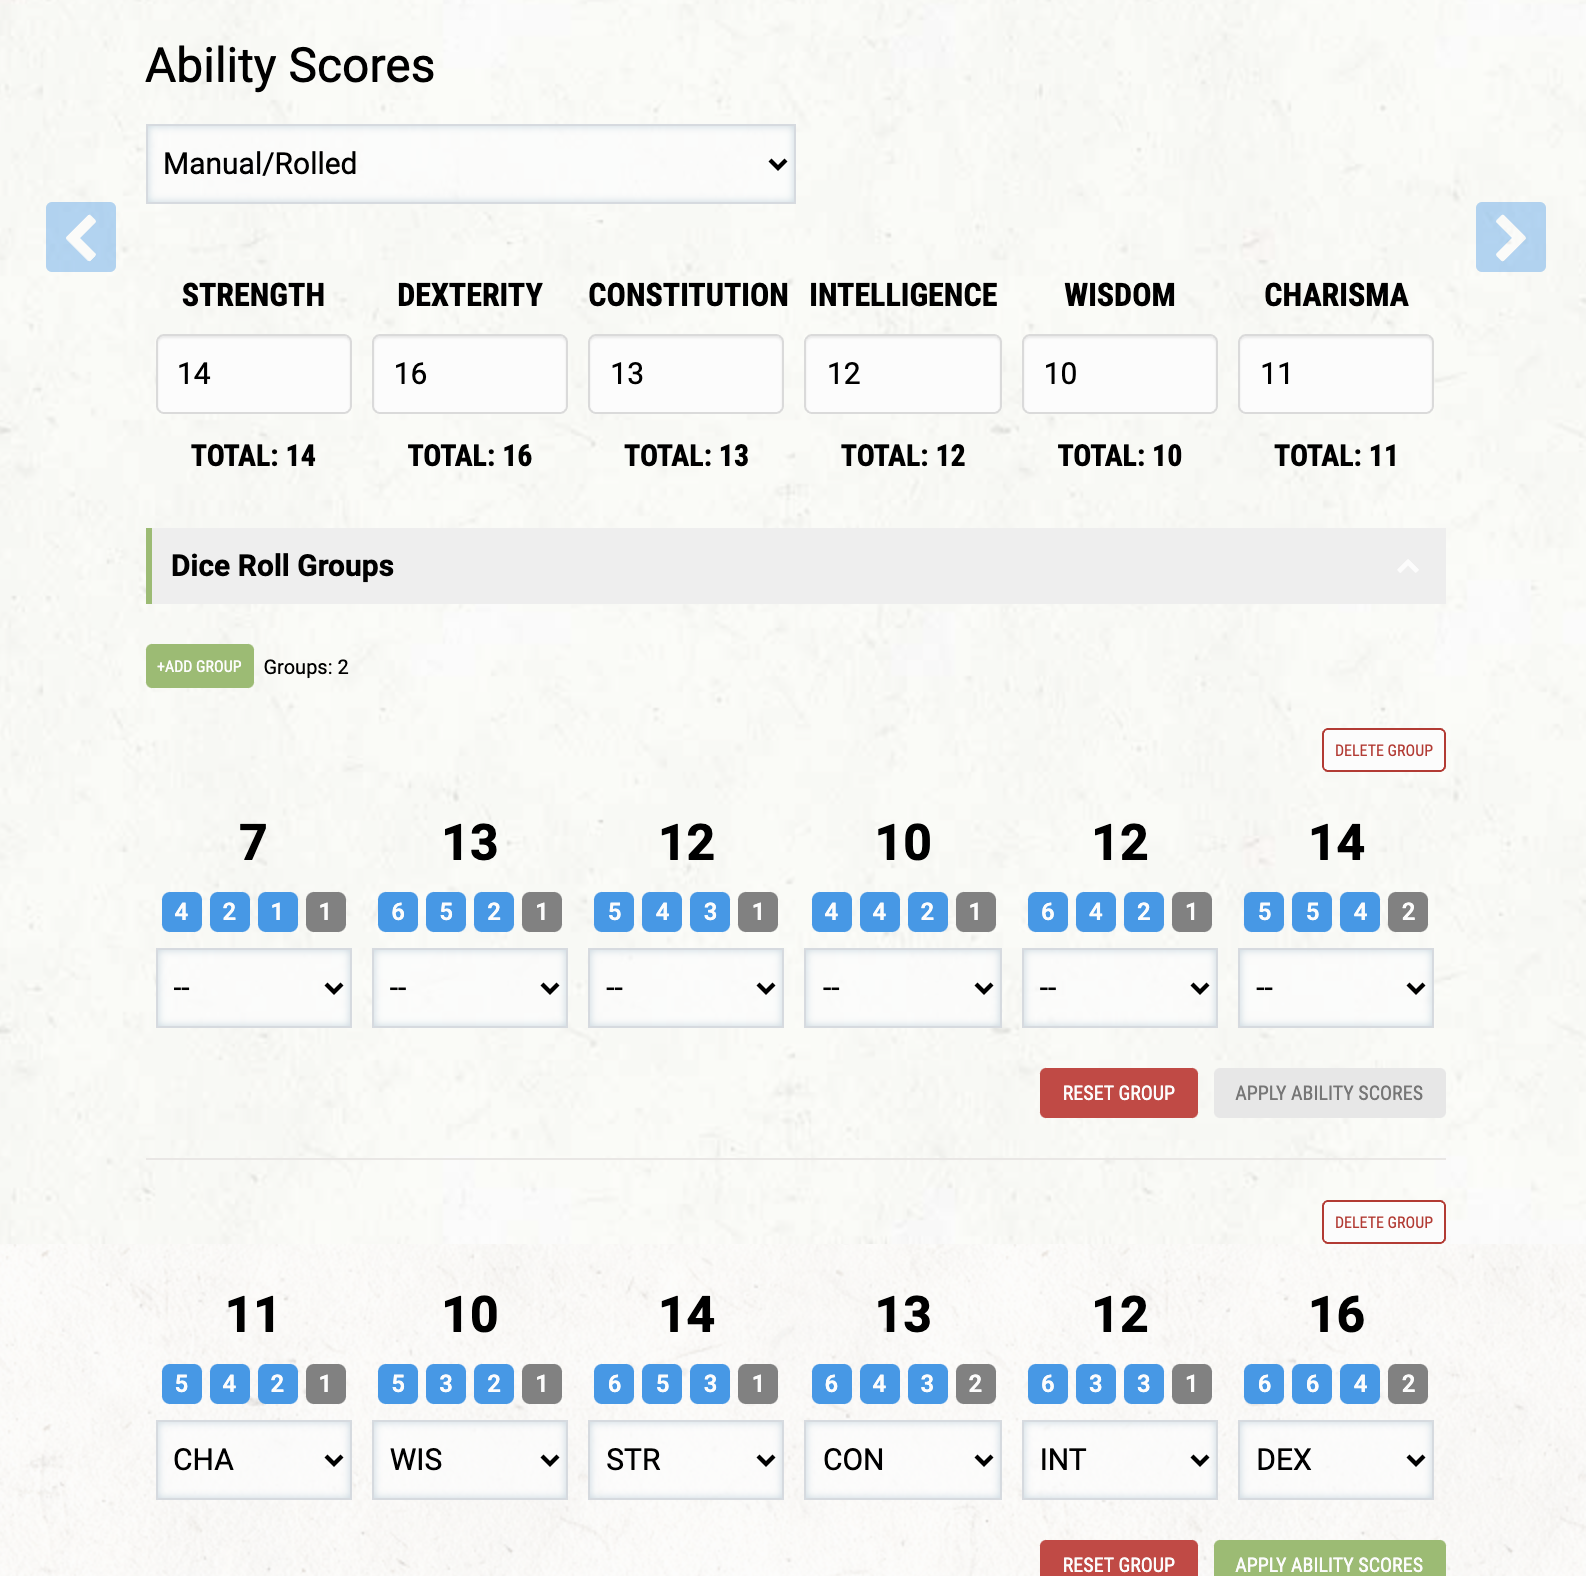 Ability Scores
Manual/Rolled
STRENGTH DEXTERITY CONSTITUTION INTELLIGENCE WISDOM CHARISMA
14 16 13 12 10 11
TOTAL: 14 TOTAL: 16 TOTAL: 13 TOTAL: 12 TOTAL: 10 TOTAL: 11
Dice Roll Groups
+ADD GROUP Groups: 2
DELETE GROUP
7 13 12 10 12 14
4 2 1 1 6 5 2 1 5 4 3 1 4 4 2 1 6 4 2 1 5 5 4 2
-- -- -- -- -- --
RESET GROUP APPLY ABILITY SCORES
DELETE GROUP
11 10 14 13 12 16
5 4 2 1 5 3 2 1 6 5 3 1 6 4 3 2 6 3 3 1 6 6 4 2
CHA WIS STR CON INT DEX
RESET GROUP APPLY ABILITY SCORES